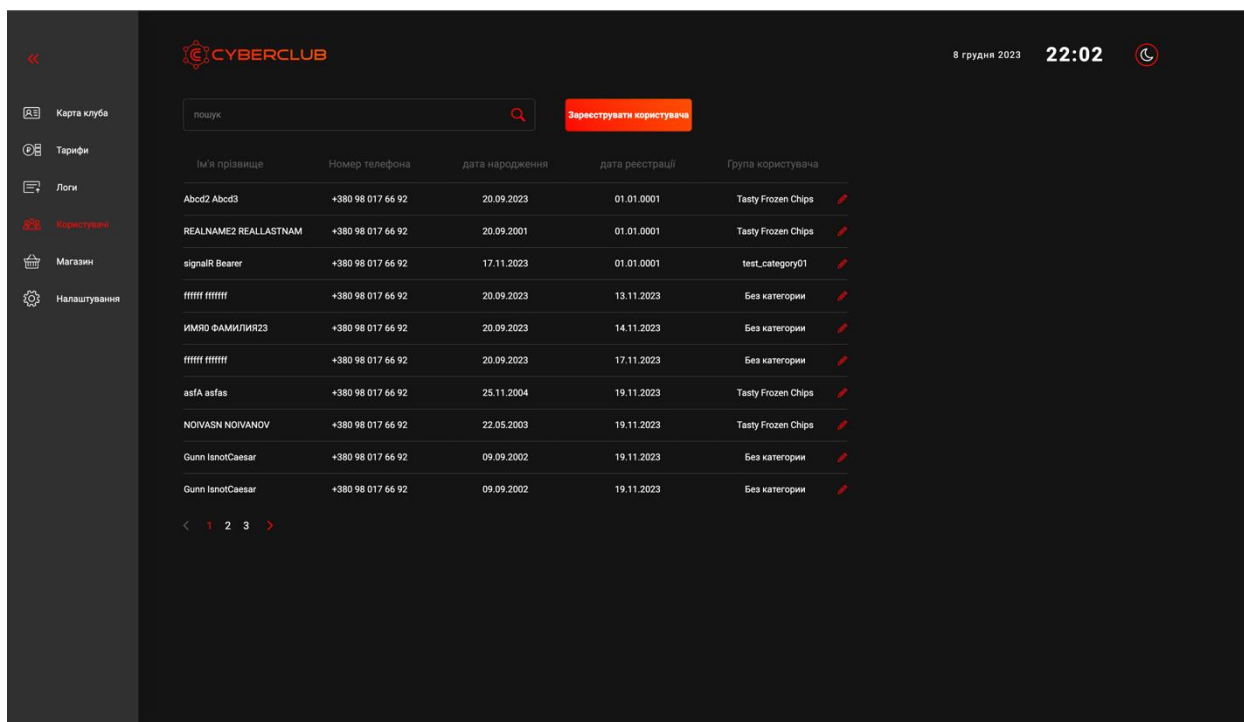 CYBERCLUB
8 грудня 2023 22:02
Карта клуба
Тарифи
Логи
Користувачі
Магазин
Налаштування
пошук
Зареєструвати користувача
Ім'я прізвище Номер телефона дата народження дата реєстрації Група користувача
Abcd2 Abcd3 +380 98 017 66 92 20.09.2023 01.01.0001 Tasty Frozen Chips
REALNAME2 REALLASTNAM +380 98 017 66 92 20.09.2001 01.01.0001 Tasty Frozen Chips
signalR Bearer +380 98 017 66 92 17.11.2023 01.01.0001 test_category01
ffffff fffffff +380 98 017 66 92 20.09.2023 13.11.2023 Без категории
ИМЯ0 ФАМИЛИЯ23 +380 98 017 66 92 20.09.2023 14.11.2023 Без категории
ffffff fffffff +380 98 017 66 92 20.09.2023 17.11.2023 Без категории
asfA asfas +380 98 017 66 92 25.11.2004 19.11.2023 Tasty Frozen Chips
NOIVASN NOIVANOV +380 98 017 66 92 22.05.2003 19.11.2023 Tasty Frozen Chips
Gunn IsnotCaesar +380 98 017 66 92 09.09.2002 19.11.2023 Без категории
Gunn IsnotCaesar +380 98 017 66 92 09.09.2002 19.11.2023 Без категории
< 1 2 3 >